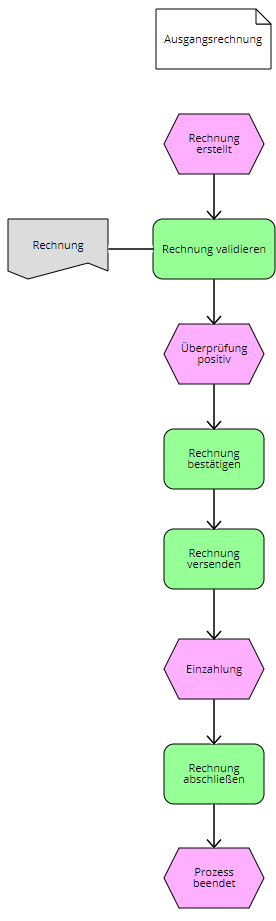 Ausgangsrechnung
Rechnung
erstellt
Rechnung
Rechnung validieren
Überprüfung
positiv
Rechnung
bestätigen
Rechnung
versenden
Einzahlung
Rechnung
abschließen
Prozess
beendet